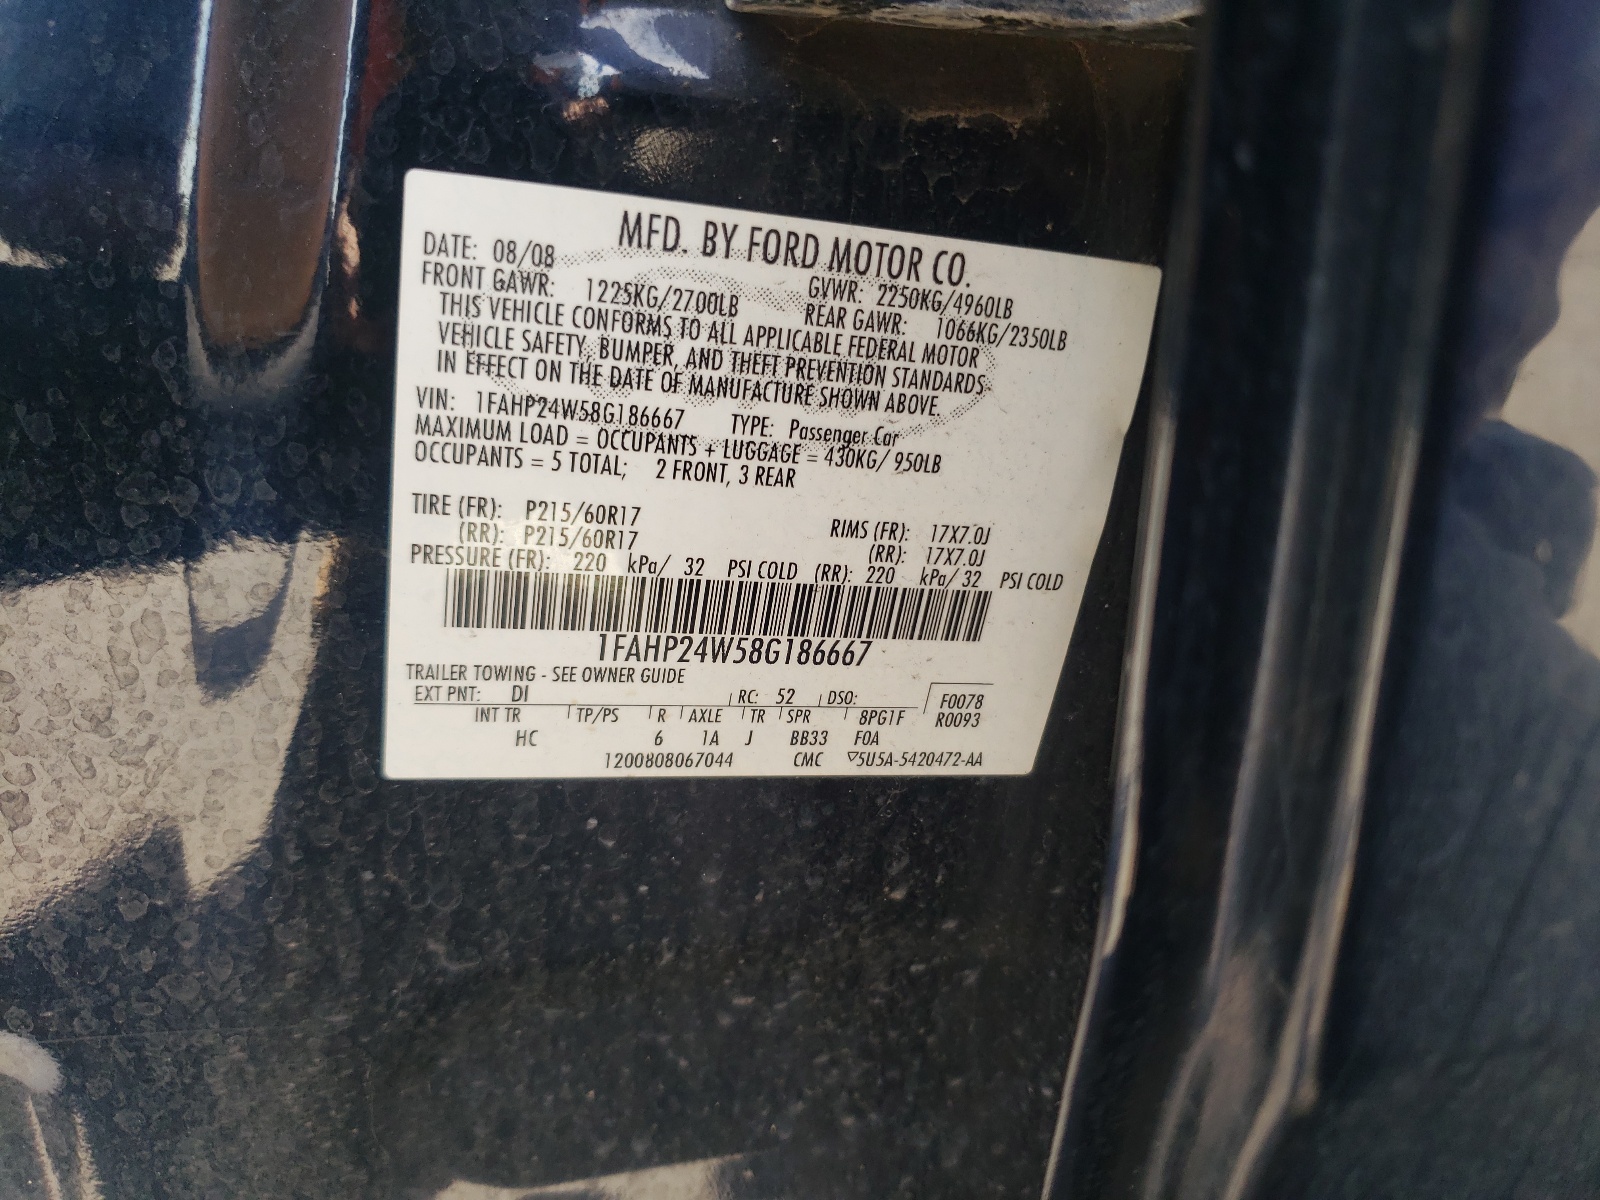 MFD. BY FORD MOTOR CO.
DATE: 08/08 GVWR: 2250KG/4960LB
FRONT GAWR: 1225KG/2700LB REAR GAWR: 1066KG/2350LB
THIS VEHICLE CONFORMS TO ALL APPLICABLE FEDERAL MOTOR
VEHICLE SAFETY, BUMPER, AND THEFT PREVENTION STANDARDS
IN EFFECT ON THE DATE OF MANUFACTURE SHOWN ABOVE.
VIN: 1FAHP24W58G186667 TYPE: Passenger Car
MAXIMUM LOAD = OCCUPANTS + LUGGAGE = 430KG/ 950LB
OCCUPANTS = 5 TOTAL; 2 FRONT, 3 REAR
TIRE (FR): P215/60R17 RIMS (FR): 17X7.0J
(RR): P215/60R17 (RR): 17X7.0J
PRESSURE (FR): 220 kPa/ 32 PSI COLD (RR): 220 kPa/ 32 PSI COLD
1FAHP24W58G186667
TRAILER TOWING - SEE OWNER GUIDE
EXT PNT: DI RC: 52 DSO: F0078
INT TR TP/PS R AXLE TR SPR 8PG1F R0093
HC 6 1A J BB33 F0A
1200808067044 CMC ▽5U5A-5420472-AA